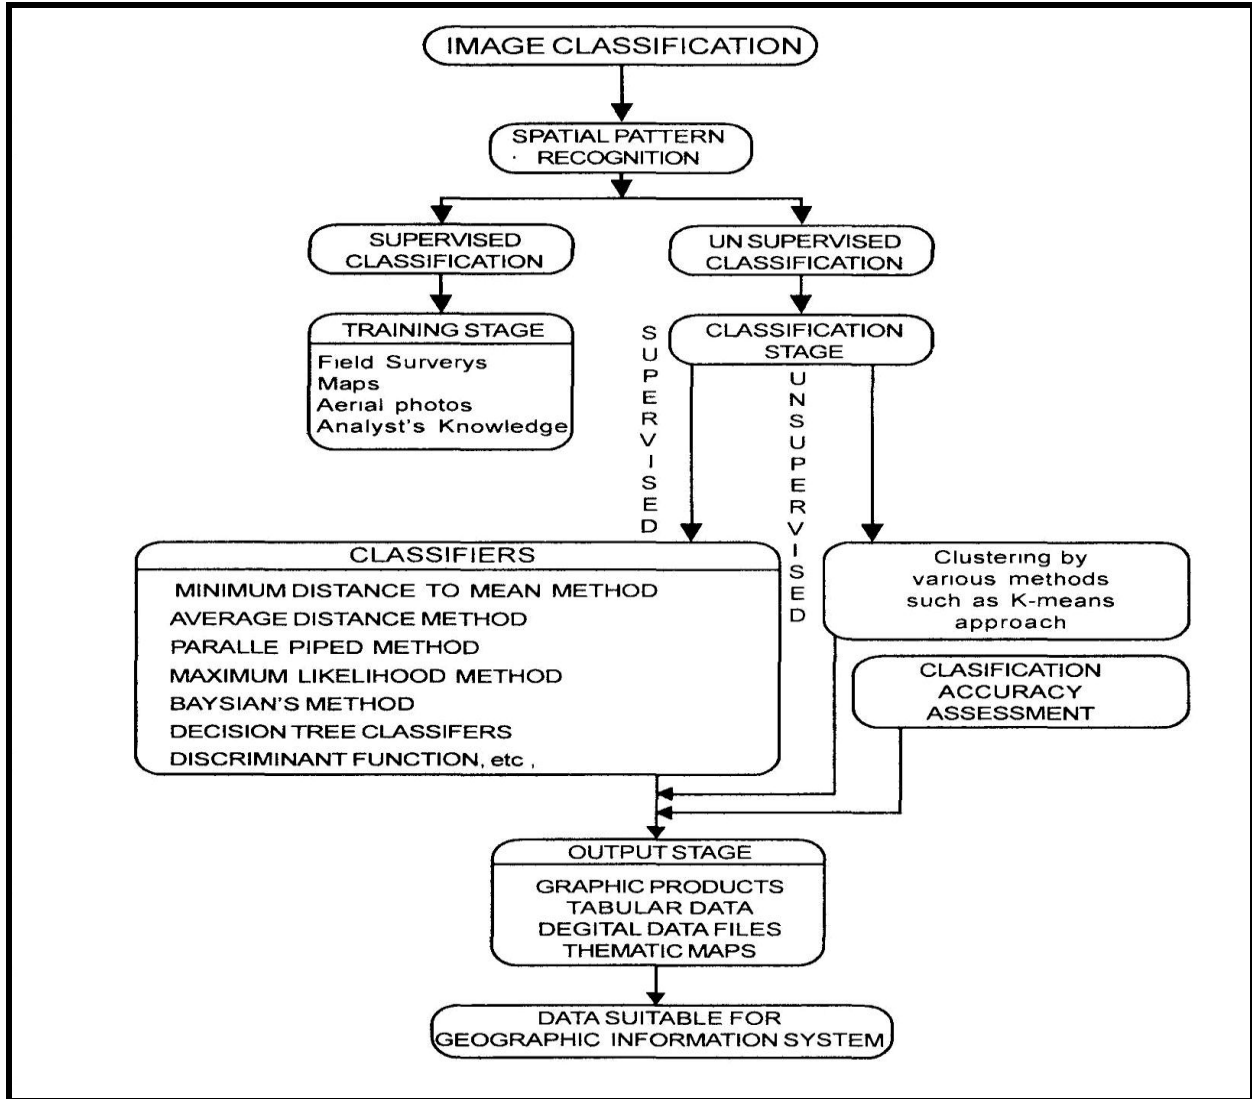 IMAGE CLASSIFICATION
SPATIAL PATTERN
RECOGNITION
SUPERVISED
CLASSIFICATION
UN SUPERVISED
CLASSIFICATION
TRAINING STAGE
Field Surverys
Maps
Aerial photos
Analyst's Knowledge
CLASSIFICATION
STAGE
SUPERVISED
UNSUPERVISED
CLASSIFIERS
MINIMUM DISTANCE TO MEAN METHOD
AVERAGE DISTANCE METHOD
PARALLE PIPED METHOD
MAXIMUM LIKELIHOOD METHOD
BAYSIAN'S METHOD
DECISION TREE CLASSIFERS
DISCRIMINANT FUNCTION, etc ,
Clustering by
various methods
such as K-means
approach
CLASIFICATION
ACCURACY
ASSESSMENT
OUTPUT STAGE
GRAPHIC PRODUCTS
TABULAR DATA
DEGITAL DATA FILES
THEMATIC MAPS
DATA SUITABLE FOR
GEOGRAPHIC INFORMATION SYSTEM